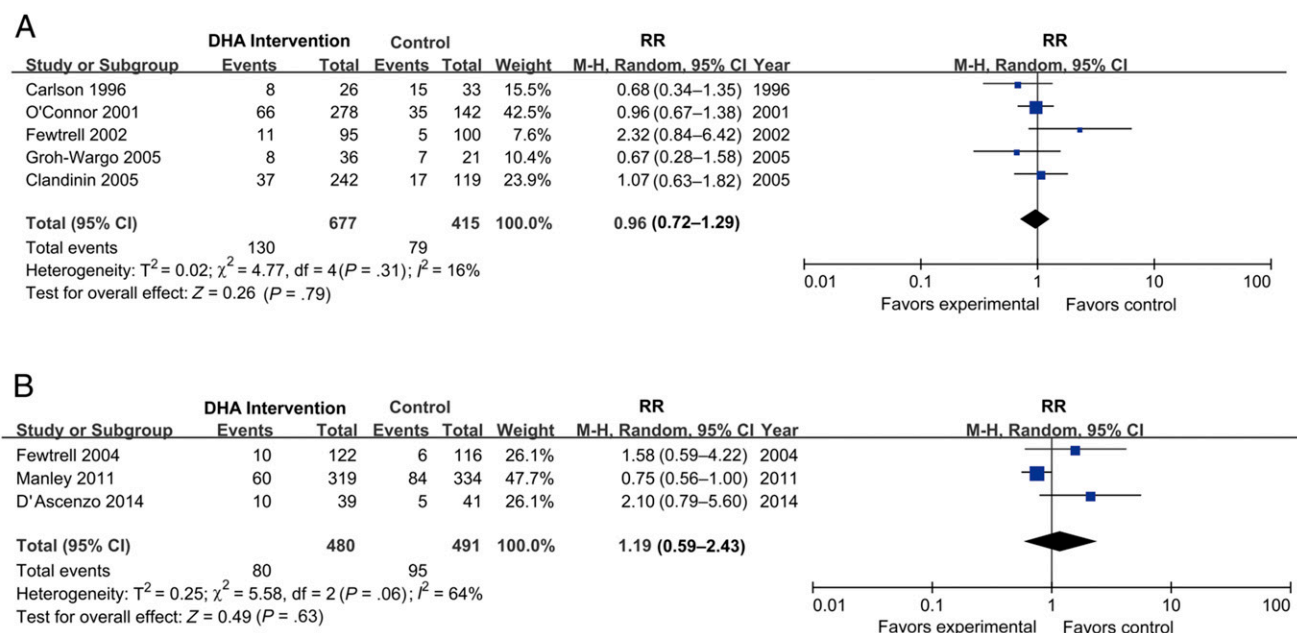 A
DHA Intervention Control RR RR
Study or Subgroup Events Total Events Total Weight M-H, Random, 95% CI Year M-H, Random, 95% CI
Carlson 1996 8 26 15 33 15.5% 0.68 (0.34–1.35) 1996
O'Connor 2001 66 278 35 142 42.5% 0.96 (0.67–1.38) 2001
Fewtrell 2002 11 95 5 100 7.6% 2.32 (0.84–6.42) 2002
Groh-Wargo 2005 8 36 7 21 10.4% 0.67 (0.28–1.58) 2005
Clandinin 2005 37 242 17 119 23.9% 1.07 (0.63–1.82) 2005
Total (95% CI) 677 415 100.0% 0.96 (0.72–1.29)
Total events 130 79
Heterogeneity: T² = 0.02; χ² = 4.77, df = 4 (P = .31); I² = 16%
Test for overall effect: Z = 0.26 (P = .79)
0.01 0.1 1 10 100
Favors experimental Favors control
B
DHA Intervention Control RR RR
Study or Subgroup Events Total Events Total Weight M-H, Random, 95% CI Year M-H, Random, 95% CI
Fewtrell 2004 10 122 6 116 26.1% 1.58 (0.59–4.22) 2004
Manley 2011 60 319 84 334 47.7% 0.75 (0.56–1.00) 2011
D'Ascenzo 2014 10 39 5 41 26.1% 2.10 (0.79–5.60) 2014
Total (95% CI) 480 491 100.0% 1.19 (0.59–2.43)
Total events 80 95
Heterogeneity: T² = 0.25; χ² = 5.58, df = 2 (P = .06); I² = 64%
Test for overall effect: Z = 0.49 (P = .63)
0.01 0.1 1 10 100
Favors experimental Favors control